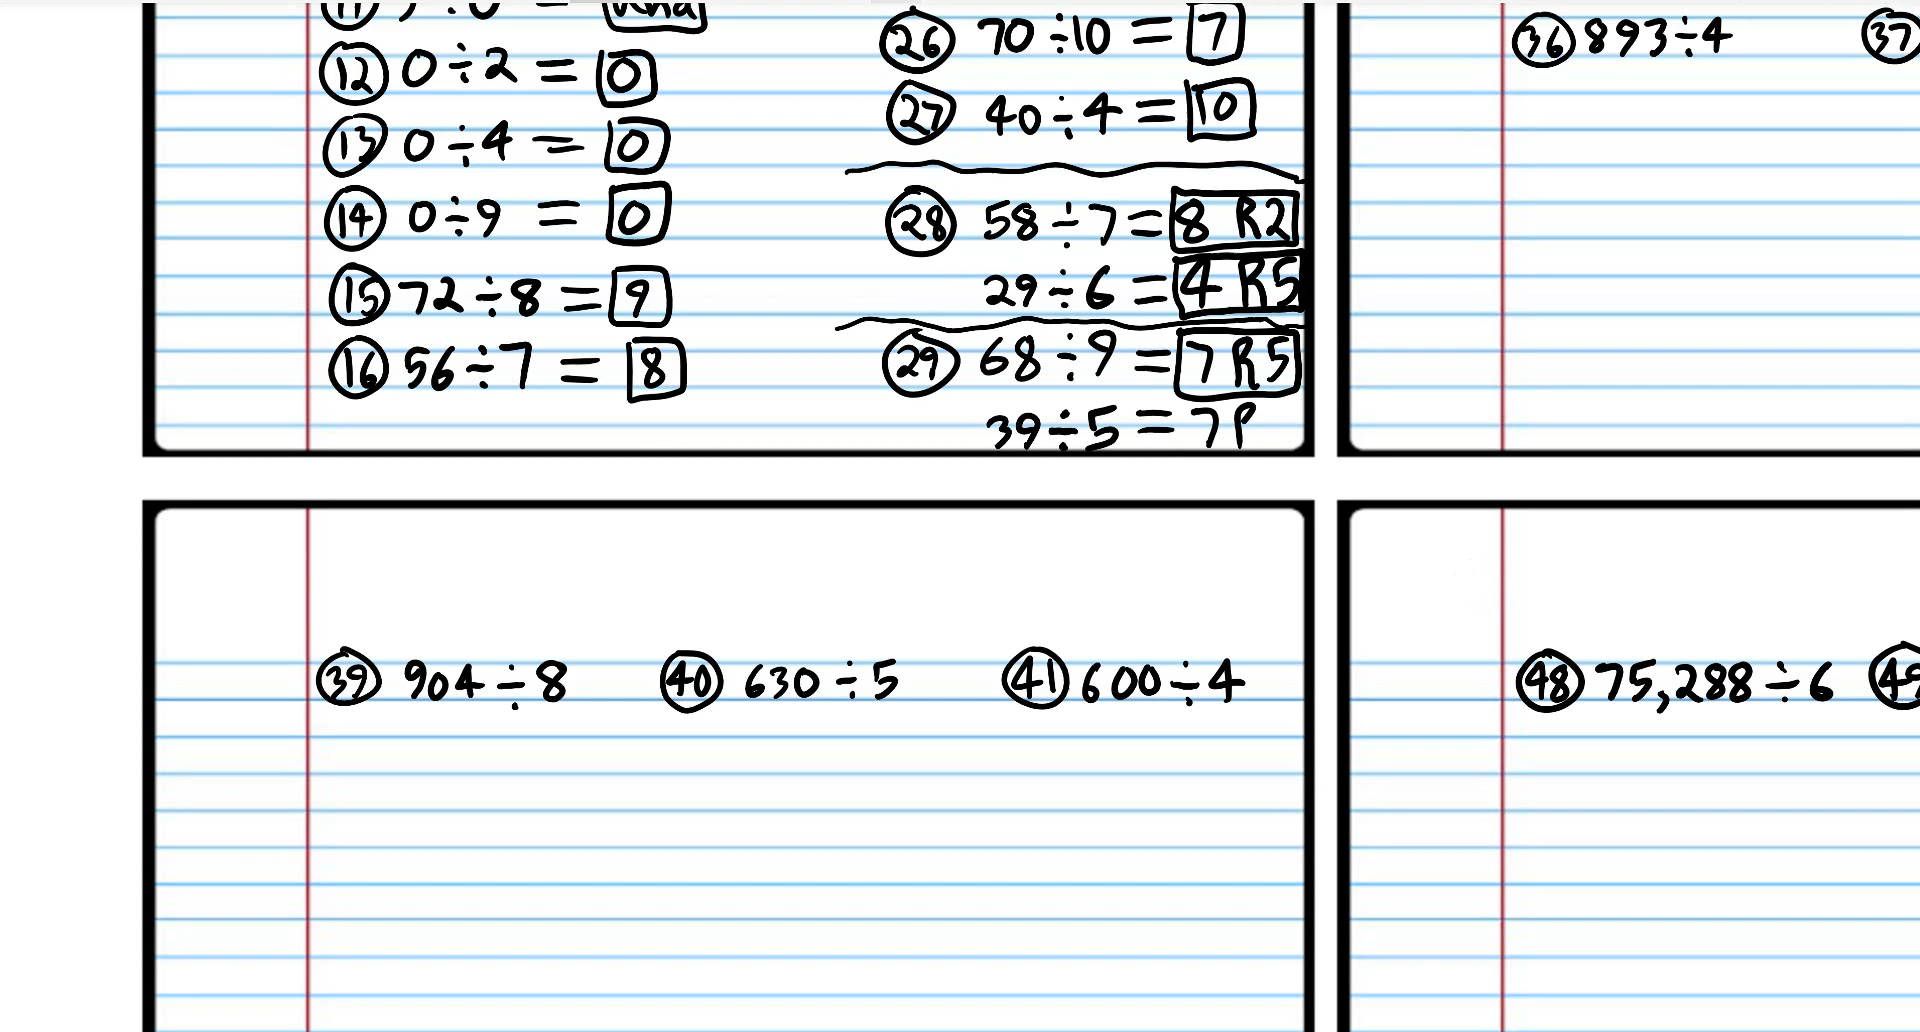 12 0÷2 = 0
13 0÷4 = 0
14 0÷9 = 0
15 72÷8 = 9
16 56÷7 = 8
26 70÷10 = 7
27 40÷4 = 10
28 58÷7 = 8 R2
29÷6 = 4 R5
29 68÷9 = 7 R5
39÷5 = 7
36 893÷4
37
39 904÷8
40 630÷5
41 600÷4
48 75,288÷6